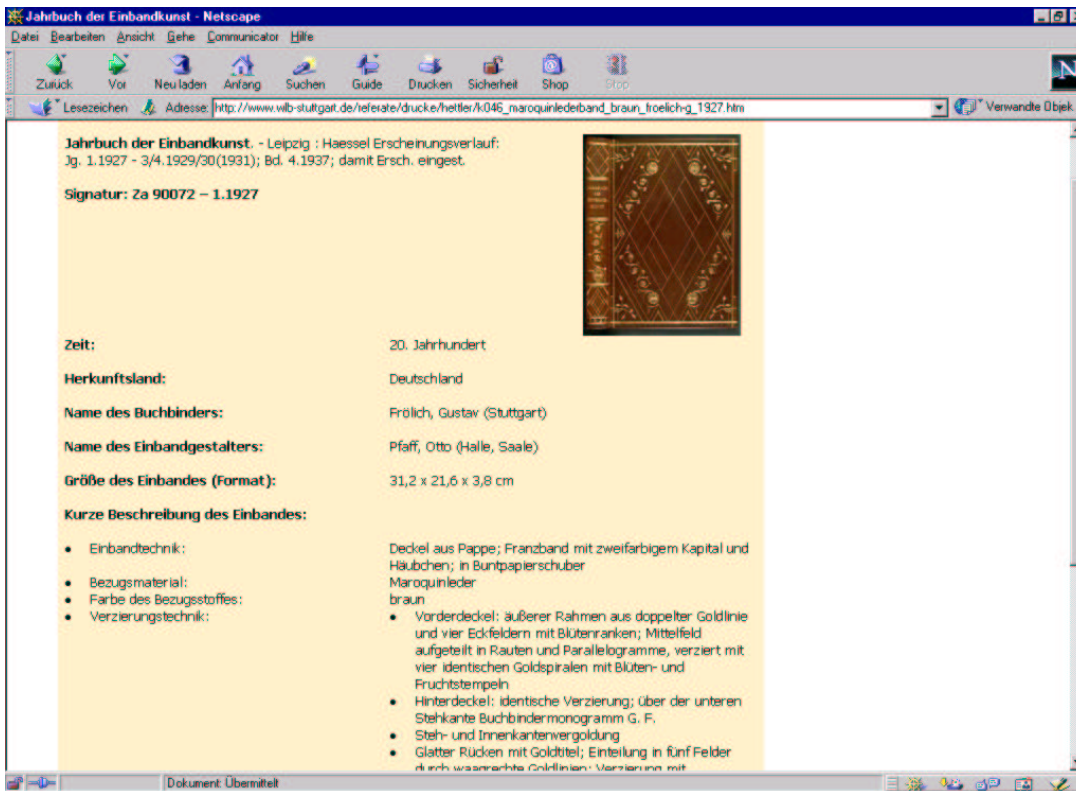 Jahrbuch der Einbandkunst - Netscape
Datei Bearbeiten Ansicht Gehe Communicator Hilfe
Zurück Vor Neu laden Anfang Suchen Guide Drucken Sicherheit Shop Stop
Lesezeichen Adresse: http://www.wlb-stuttgart.de/referate/drucke/hettler/k046_maroquinlederband_braun_froelich-g_1927.htm Verwandte Objek
Jahrbuch der Einbandkunst. - Leipzig : Haessel Erscheinungsverlauf:
Jg. 1.1927 - 3/4.1929/30(1931); Bd. 4.1937; damit Ersch. eingest.
Signatur: Za 90072 – 1.1927
Zeit: 20. Jahrhundert
Herkunftsland: Deutschland
Name des Buchbinders: Frölich, Gustav (Stuttgart)
Name des Einbandgestalters: Pfaff, Otto (Halle, Saale)
Größe des Einbandes (Format): 31,2 x 21,6 x 3,8 cm
Kurze Beschreibung des Einbandes:
• Einbandtechnik: Deckel aus Pappe; Franzband mit zweifarbigem Kapital und
Häubchen; in Buntpapierschuber
• Bezugsmaterial: Maroquinleder
• Farbe des Bezugsstoffes: braun
• Verzierungstechnik: • Vorderdeckel: äußerer Rahmen aus doppelter Goldlinie
und vier Eckfeldern mit Blütenranken; Mittelfeld
aufgeteilt in Rauten und Parallelogramme, verziert mit
vier identischen Goldspiralen mit Blüten- und
Fruchtstempeln
• Hinterdeckel: identische Verzierung; über der unteren
Stehkante Buchbindermonogramm G. F.
• Steh- und Innenkantenvergoldung
• Glatter Rücken mit Goldtitel; Einteilung in fünf Felder
durch waagrechte Goldlinien; Verzierung mit
Dokument: Übermittelt